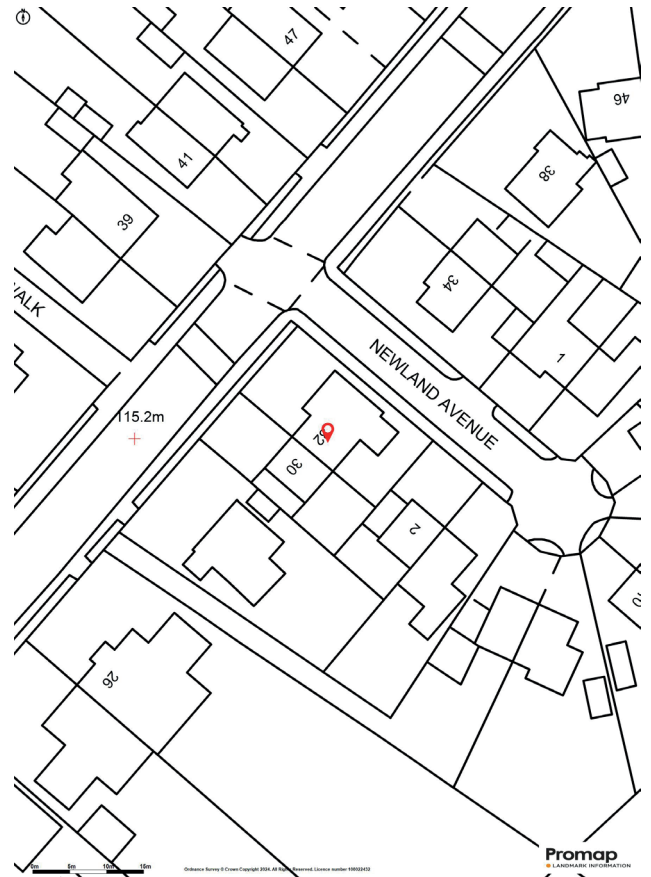 47
46
41
38
39
34
WALK
1
NEWLAND AVENUE
115.2m
32
30
2
26
0m 5m 10m 15m
Ordnance Survey © Crown Copyright 2024. All Rights Reserved. Licence number 100022432
Promap
LANDMARK INFORMATION